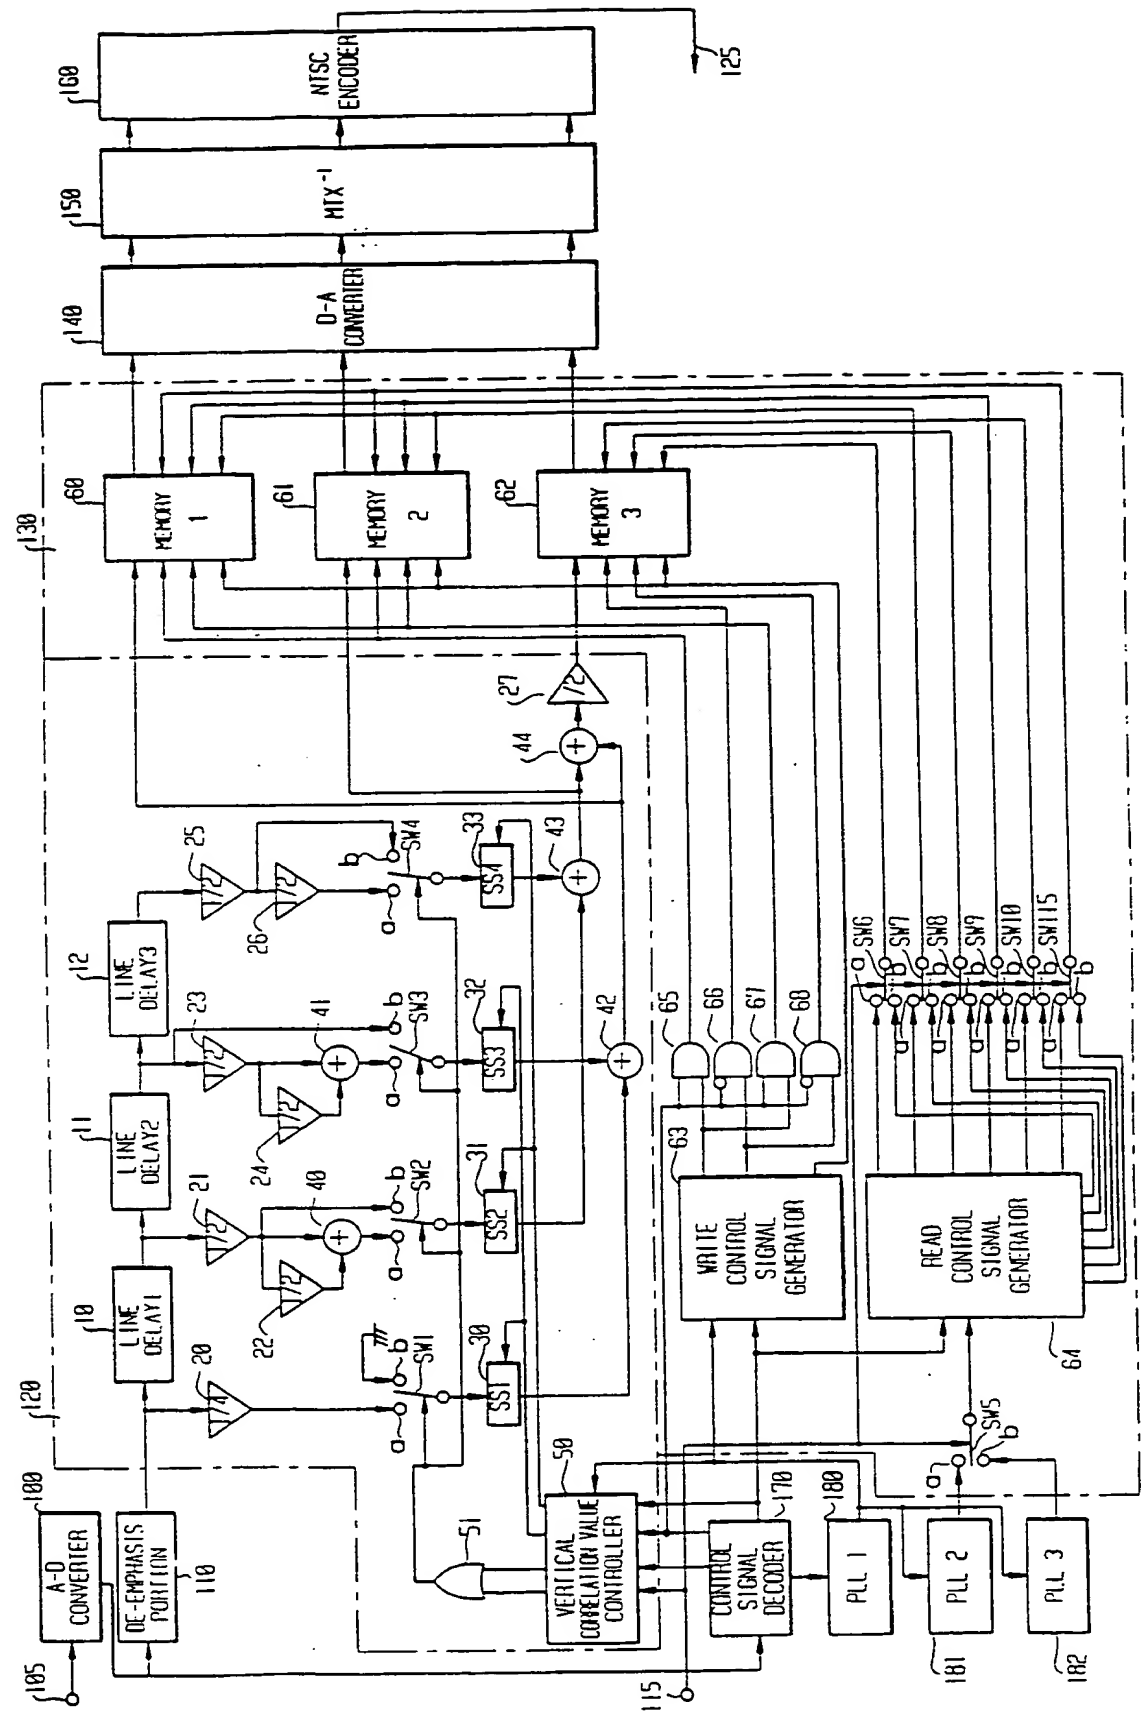 105
A-D
CONVERTER
100
DE-EMPHASIS
PORTION
110
120
LINE
DELAY1
10
LINE
DELAY2
11
LINE
DELAY3
12
1/4
20
1/2
21
1/2
22
40
1/2
23
1/2
24
41
1/2
25
1/2
26
a
b
SW1
a
b
SW2
a
b
SW3
a
b
SW4
SS1
30
SS2
31
SS3
32
SS4
33
42
43
44
1/2
27
51
VERTICAL
CORRELATION VALUE
CONTROLLER
50
115
CONTROL
SIGNAL
DECODER
170
PLL 1
180
PLL 2
181
PLL 3
182
a
b
SW5
WRITE
CONTROL
SIGNAL
GENERATOR
63
READ
CONTROL
SIGNAL
GENERATOR
64
65
66
67
68
a
SW6
b
a
SW7
b
a
SW8
b
a
SW9
b
a
SW10
b
a
SW115
b
130
MEMORY
1
60
MEMORY
2
61
MEMORY
3
62
D-A
CONVERTER
140
MTX-1
150
NTSC
ENCODER
160
125